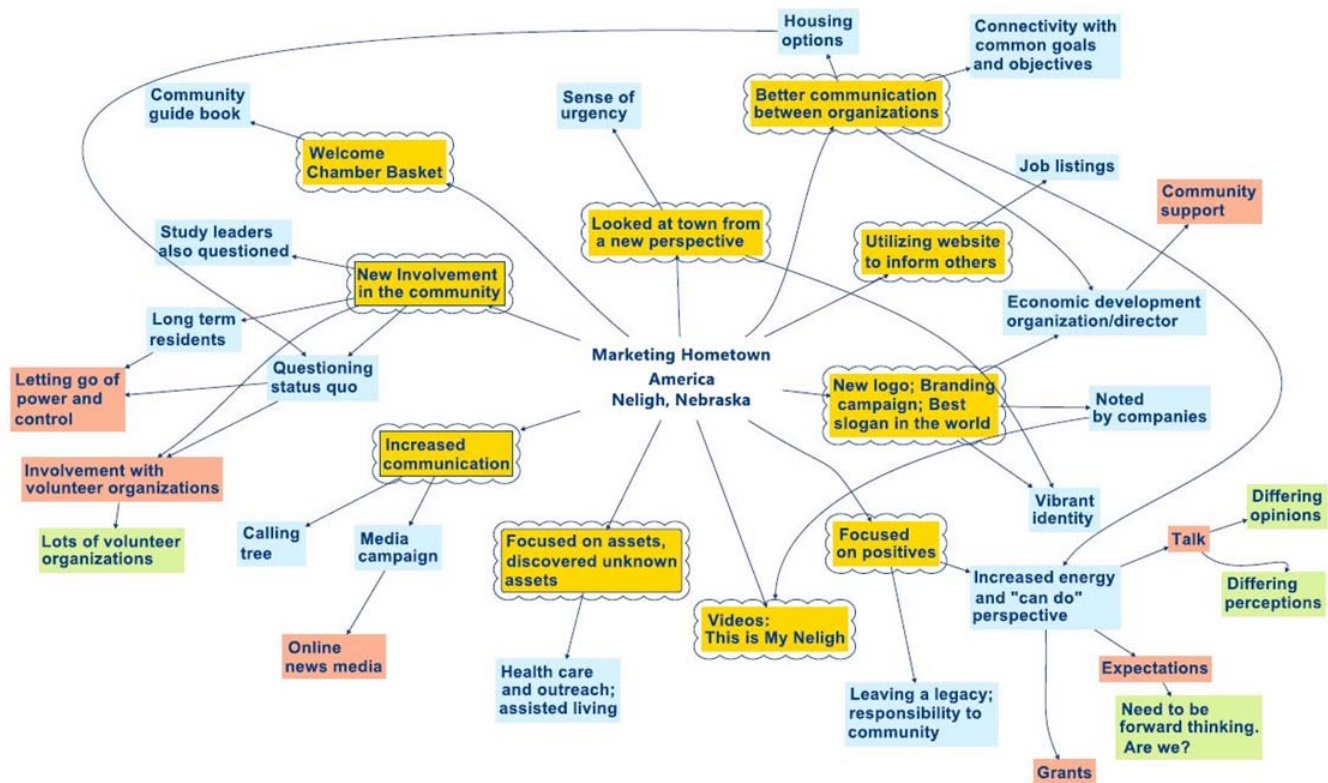 Housing
options
Connectivity with
common goals
and objectives
Community
guide book
Sense of
urgency
Better communication
between organizations
Welcome
Chamber Basket
Job listings
Community
support
Study leaders
also questioned
Looked at town from
a new perspective
Utilizing website
to inform others
New Involvement
in the community
Long term
residents
Economic development
organization/director
Marketing Hometown
America
Neligh, Nebraska
Letting go of
power and
control
Questioning
status quo
New logo; Branding
campaign; Best
slogan in the world
Noted
by companies
Increased
communication
Involvement with
volunteer organizations
Vibrant
identity
Differing
opinions
Lots of volunteer
organizations
Calling
tree
Media
campaign
Focused on assets,
discovered unknown
assets
Focused
on positives
Talk
Increased energy
and "can do"
perspective
Differing
perceptions
Videos:
This is My Neligh
Online
news media
Health care
and outreach;
assisted living
Leaving a legacy;
responsibility to
community
Expectations
Need to be
forward thinking.
Are we?
Grants